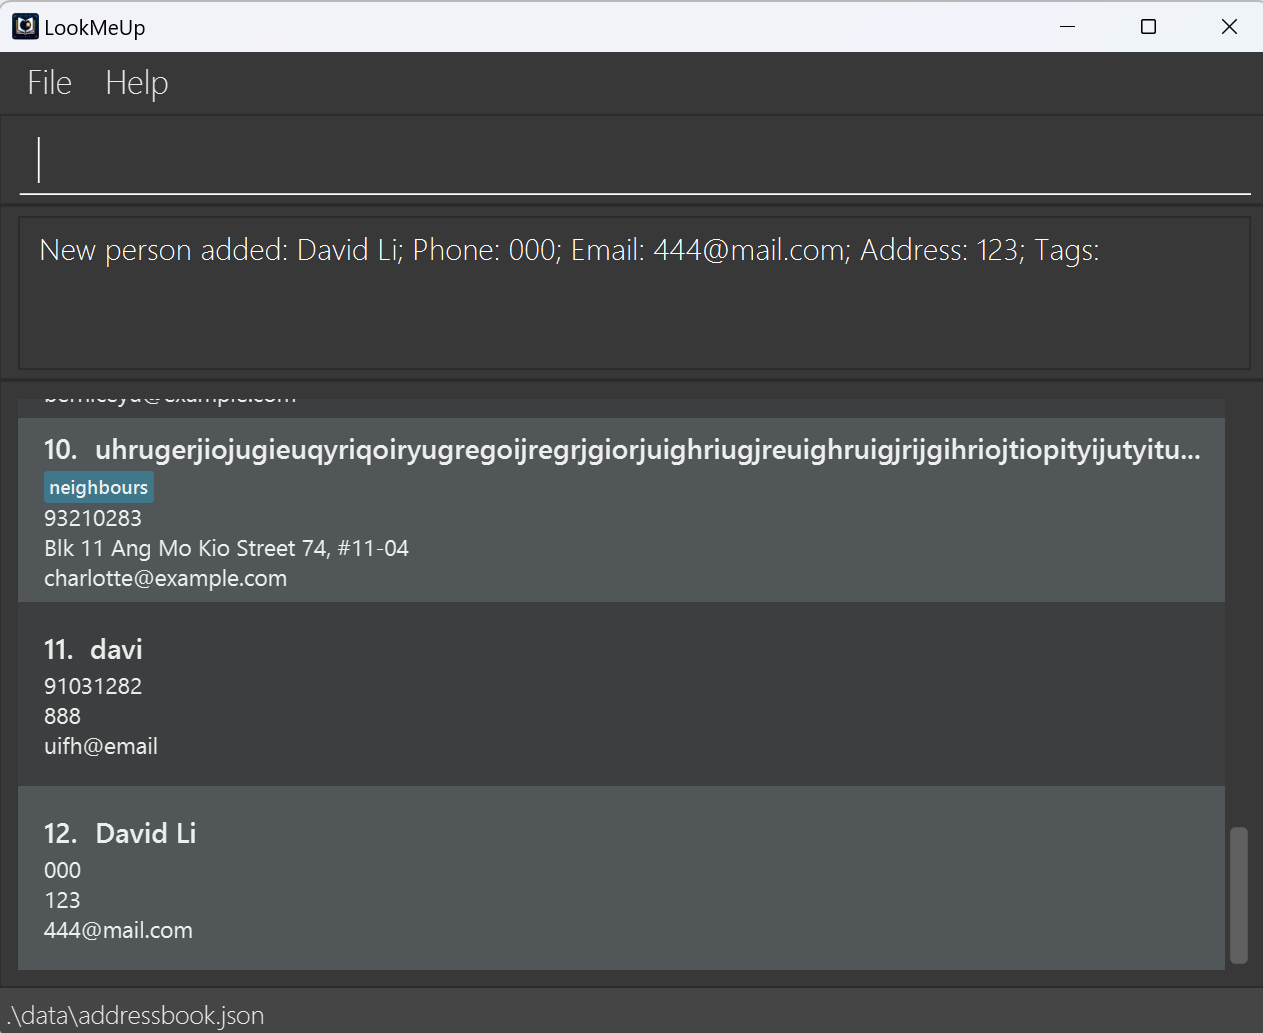 LookMeUp
File Help
New person added: David Li; Phone: 000; Email: 444@mail.com; Address: 123; Tags:
10. uhrugerjiojugieuqyriqoiryugregoijregrjgiorjuighriugjreuighruigjrijgihriojtiopityijutyitu...
neighbours
93210283
Blk 11 Ang Mo Kio Street 74, #11-04
charlotte@example.com
11. davi
91031282
888
uifh@email
12. David Li
000
123
444@mail.com
.\data\addressbook.json